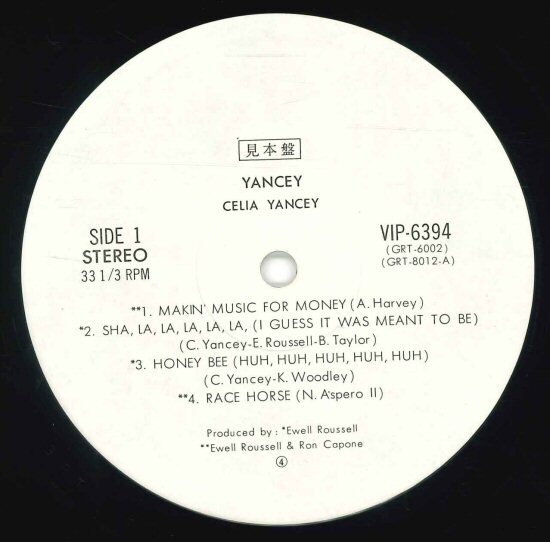 見本盤
YANCEY
CELIA YANCEY
SIDE 1
STEREO
33 1/3 RPM
VIP-6394
(GRT-6002)
(GRT-8012-A)
**1. MAKIN' MUSIC FOR MONEY (A. Harvey)
*2. SHA, LA, LA, LA, LA, LA, (I GUESS IT WAS MEANT TO BE)
(C. Yancey-E. Roussell-B. Taylor)
*3. HONEY BEE (HUH, HUH, HUH, HUH, HUH)
(C. Yancey-K. Woodley)
**4. RACE HORSE (N. A'spero II)
Produced by : *Ewell Roussell
**Ewell Roussell & Ron Capone
④